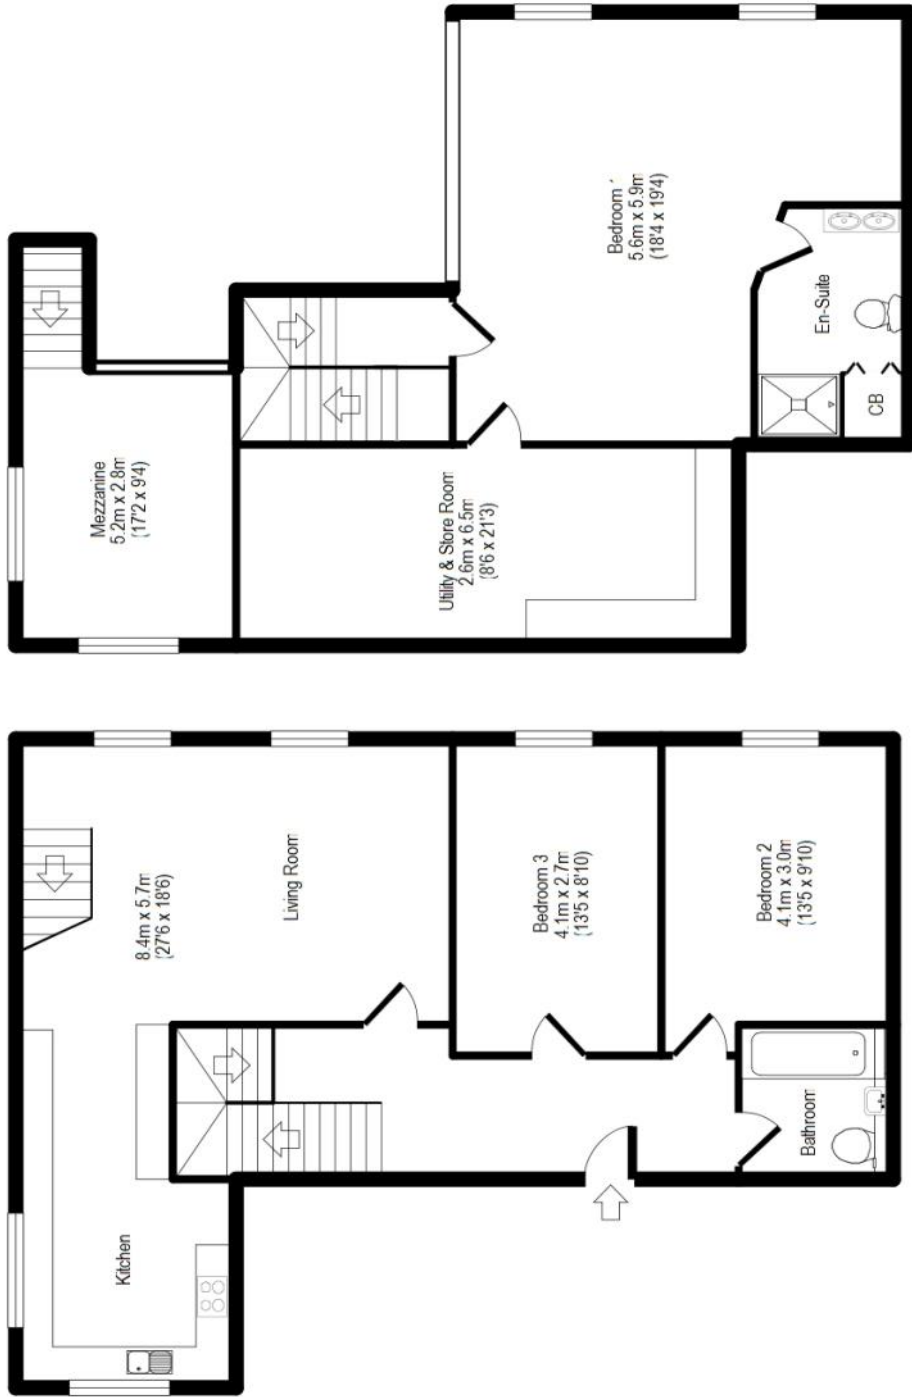 Mezzanine
5.2m x 2.8m
(17'2 x 9'4)
Utility & Store Room
2.6m x 6.5m
(8'6 x 21'3)
Bedroom 1
5.6m x 5.9m
(18'4 x 19'4)
En-Suite
CB
Kitchen
8.4m x 5.7m
(27'6 x 18'6)
Living Room
Bedroom 3
4.1m x 2.7m
(13'5 x 8'10)
Bedroom 2
4.1m x 3.0m
(13'5 x 9'10)
Bathroom